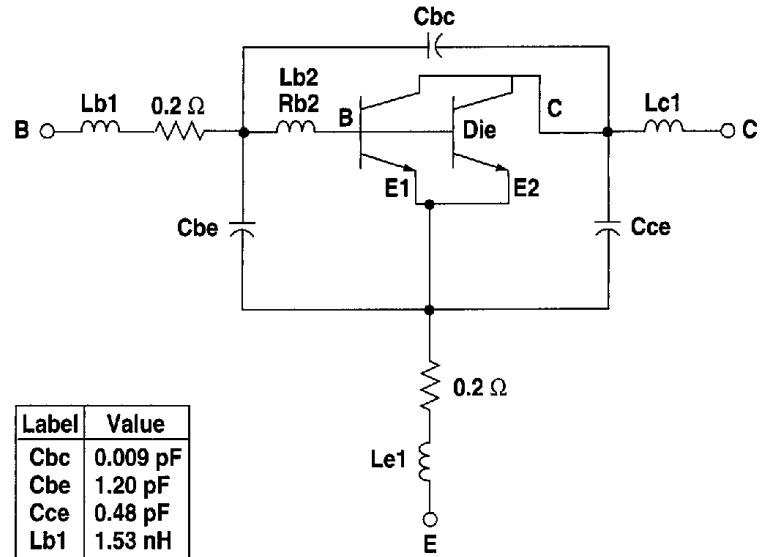 Cbc
Lb2
Rb2
Lb1
0.2 Ω
B
B
Die
C
C
Lc1
E1
E2
Cbe
Cce
0.2 Ω
Le1
E
Label Value
Cbc 0.009 pF
Cbe 1.20 pF
Cce 0.48 pF
Lb1 1.53 nH